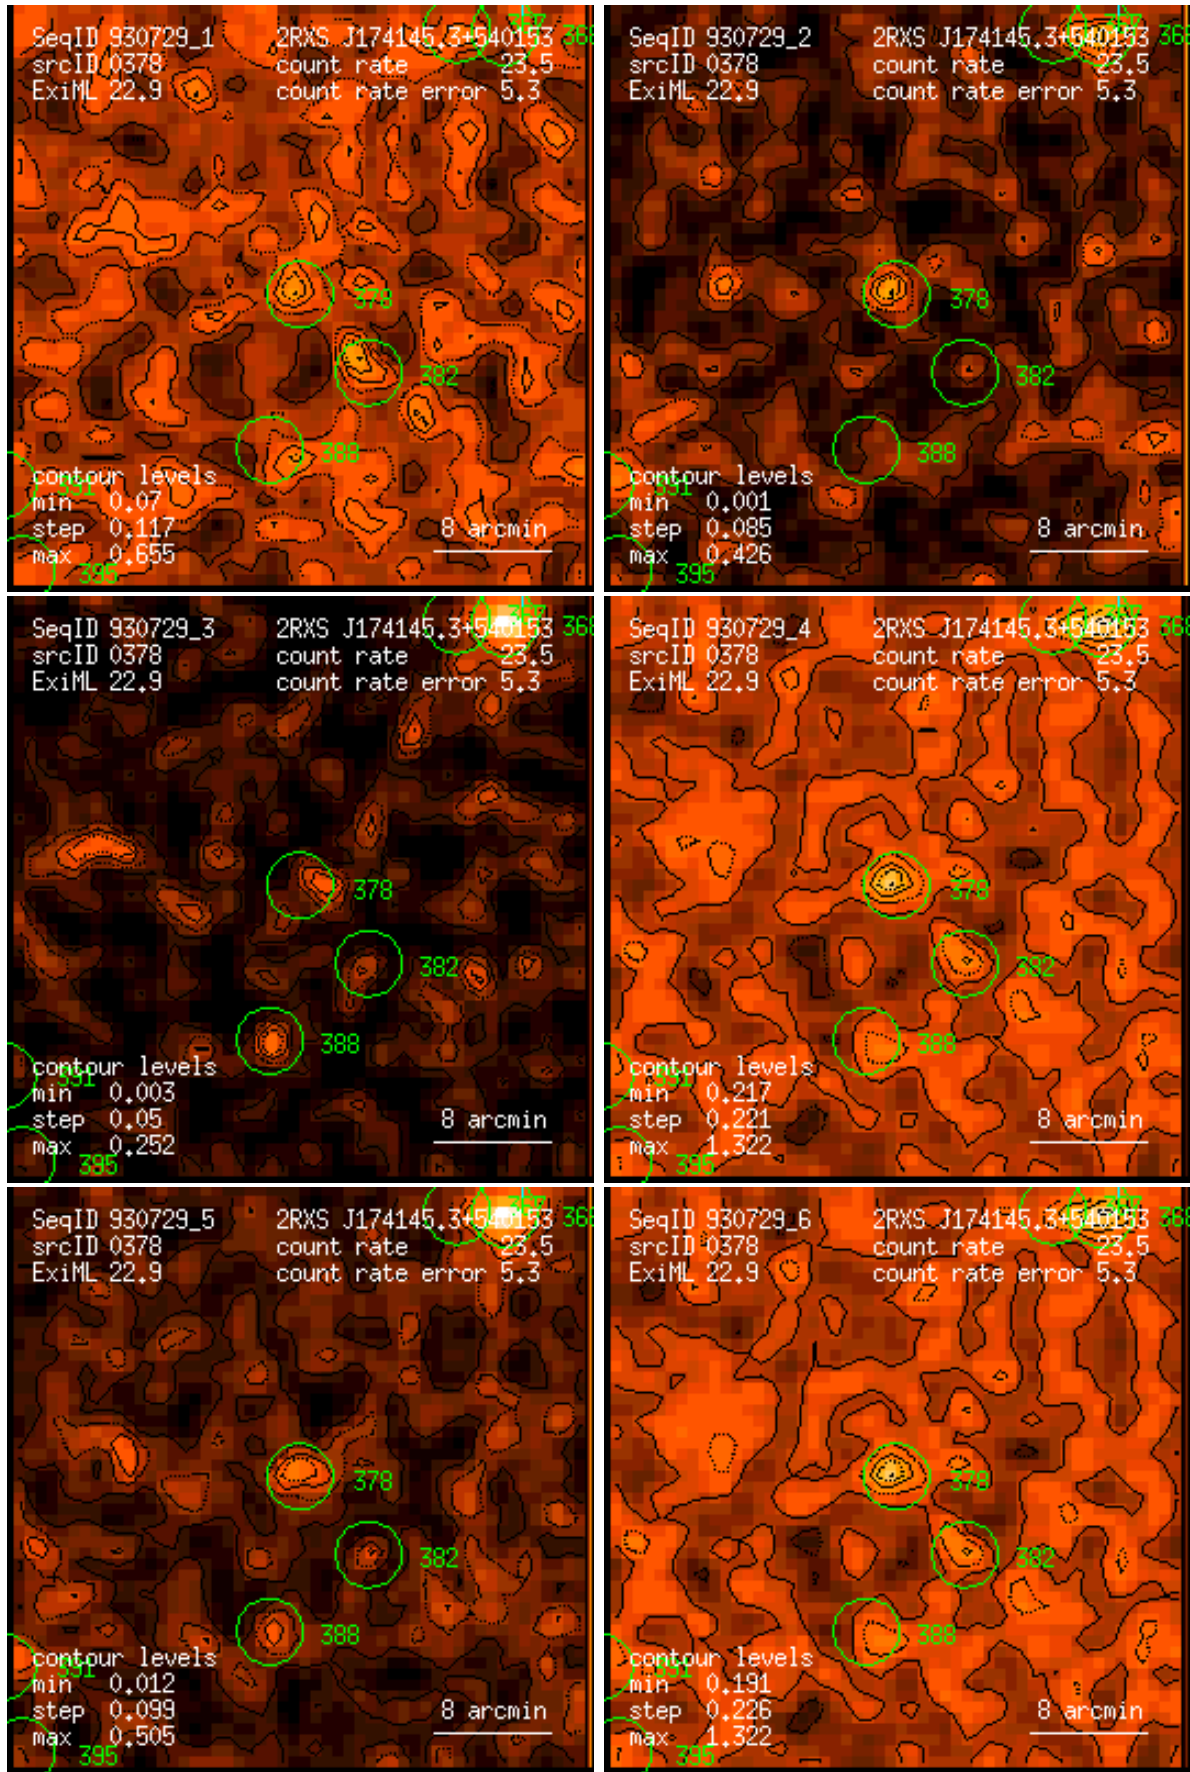 SeqID 930729_1 2RXS J174145.3+540153
srcID 0378 count rate 23.5
ExiML 22.9 count rate error 5.3
368
378
382
388
contour levels
min 0.07
step 0.117 8 arcmin
max 0.655
395
SeqID 930729_2 2RXS J174145.3+540153
srcID 0378 count rate 23.5
ExiML 22.9 count rate error 5.3
378
382
388
contour levels
min 0.001
step 0.085 8 arcmin
max 0.426
395
SeqID 930729_3 2RXS J174145.3+540153
srcID 0378 count rate 23.5
ExiML 22.9 count rate error 5.3
368
378
382
388
contour levels
min 0.003
step 0.05 8 arcmin
max 0.252
395
SeqID 930729_4 2RXS J174145.3+540153
srcID 0378 count rate 23.5
ExiML 22.9 count rate error 5.3
378
382
388
contour levels
min 0.217
step 0.221 8 arcmin
max 1.322
395
SeqID 930729_5 2RXS J174145.3+540153
srcID 0378 count rate 23.5
ExiML 22.9 count rate error 5.3
368
378
382
388
contour levels
min 0.012
step 0.099 8 arcmin
max 0.505
395
SeqID 930729_6 2RXS J174145.3+540153
srcID 0378 count rate 23.5
ExiML 22.9 count rate error 5.3
378
382
388
contour levels
min 0.191
step 0.226 8 arcmin
max 1.322
395